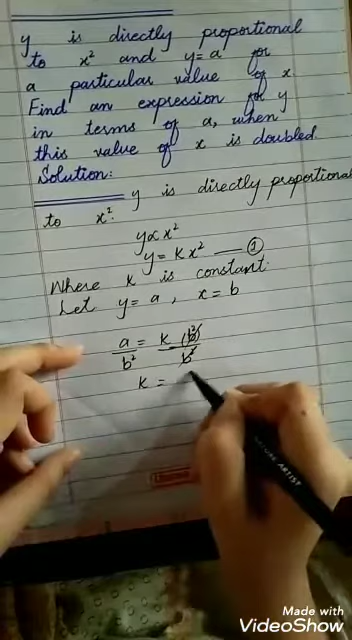 y is directly proportional
to x² and y=a for
a particular value of x.
Find an expression for y
in terms of a, when
this value of x is doubled
Solution:
y is directly proportional
to x².
y∝x²
y = kx² — ①
Where k is constant.
Let y = a , x = b
a/b² = k (b²)/b²
k =
Made with
VideoShow